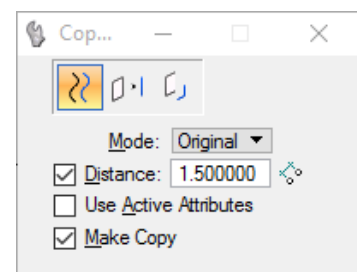 Cop...
Mode: Original
Distance: 1.500000
Use Active Attributes
Make Copy